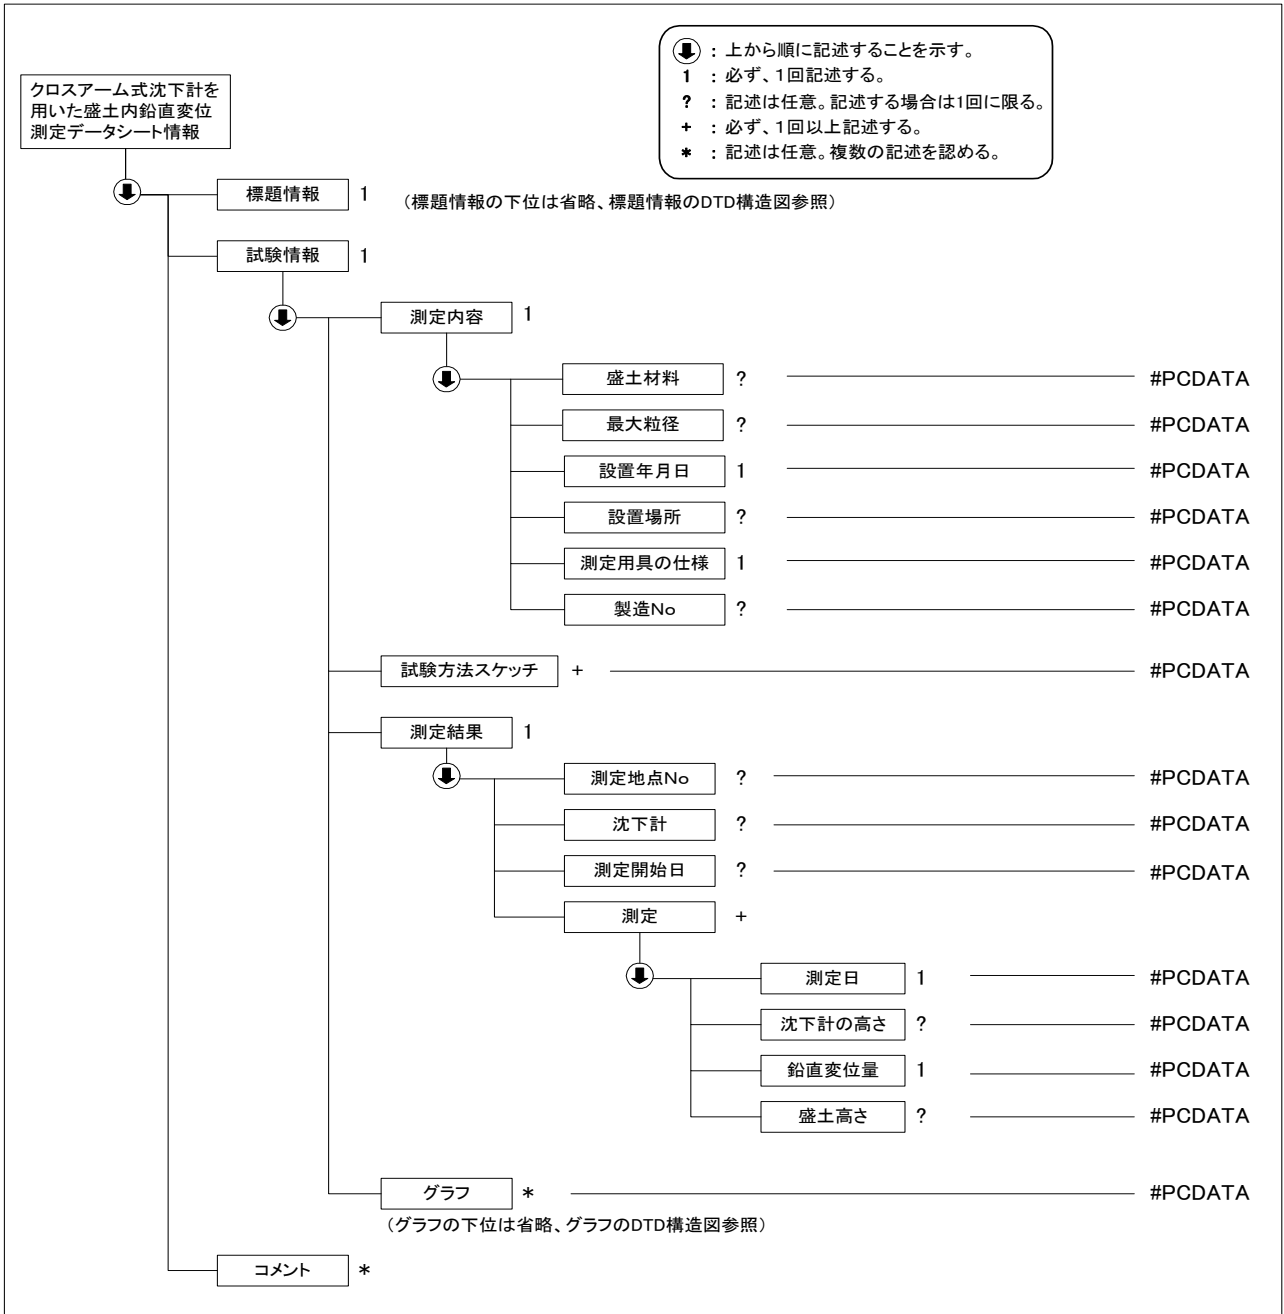 : 上から順に記述することを示す。
1 : 必ず、1回記述する。
? : 記述は任意。記述する場合は1回に限る。
+ : 必ず、1回以上記述する。
* : 記述は任意。複数の記述を認める。
クロスアーム式沈下計を
用いた盛土内鉛直変位
測定データシート情報
標題情報 1 (標題情報の下位は省略、標題情報のDTD構造図参照)
試験情報 1
測定内容 1
盛土材料 ? #PCDATA
最大粒径 ? #PCDATA
設置年月日 1 #PCDATA
設置場所 ? #PCDATA
測定用具の仕様 1 #PCDATA
製造No ? #PCDATA
試験方法スケッチ + #PCDATA
測定結果 1
測定地点No ? #PCDATA
沈下計 ? #PCDATA
測定開始日 ? #PCDATA
測定 +
測定日 1 #PCDATA
沈下計の高さ ? #PCDATA
鉛直変位量 1 #PCDATA
盛土高さ ? #PCDATA
グラフ * #PCDATA
(グラフの下位は省略、グラフのDTD構造図参照)
コメント *